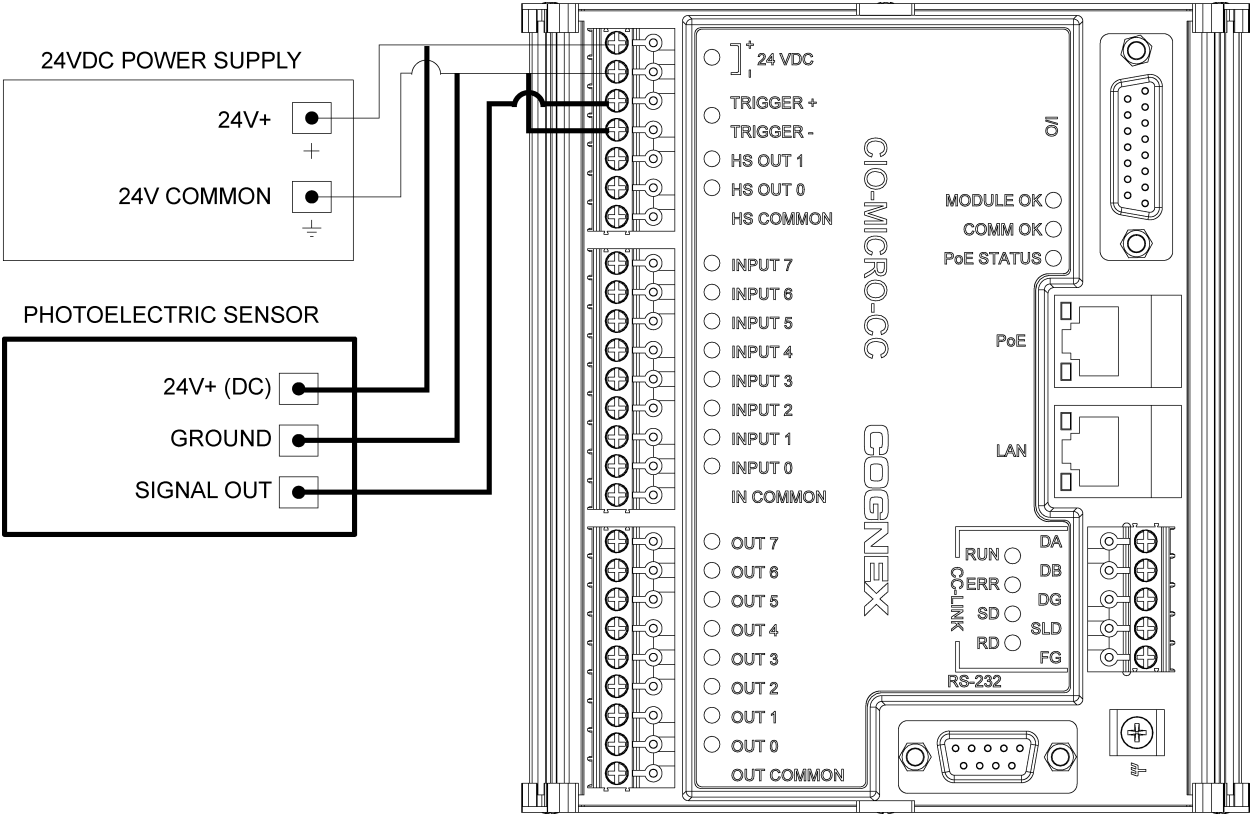 24VDC POWER SUPPLY
24V+
24V COMMON
PHOTOELECTRIC SENSOR
24V+ (DC)
GROUND
SIGNAL OUT
+
-
24 VDC
TRIGGER +
TRIGGER -
HS OUT 1
HS OUT 0
HS COMMON
INPUT 7
INPUT 6
INPUT 5
INPUT 4
INPUT 3
INPUT 2
INPUT 1
INPUT 0
IN COMMON
OUT 7
OUT 6
OUT 5
OUT 4
OUT 3
OUT 2
OUT 1
OUT 0
OUT COMMON
CIO-MICRO-CC
COGNEX
I/O
MODULE OK
COMM OK
PoE STATUS
PoE
LAN
CC-LINK
RUN
ERR
SD
RD
DA
DB
DG
SLD
FG
RS-232